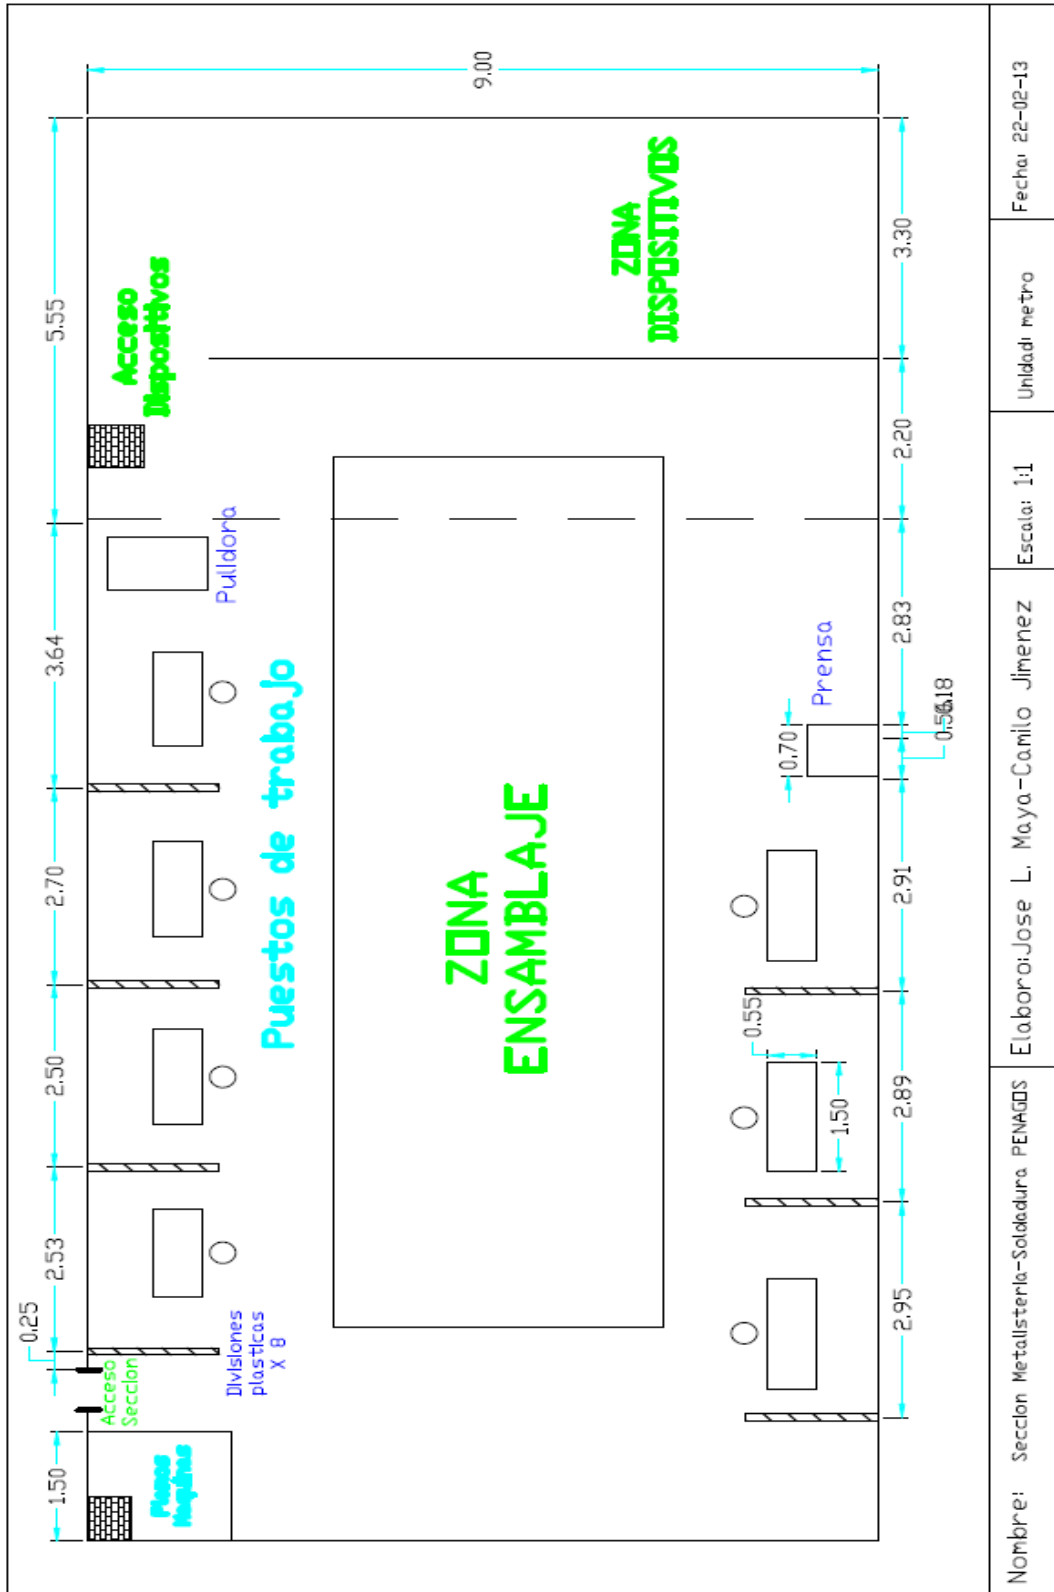 9.00
5.55
3.64
2.70
2.50
2.53
0.25
1.50
Acceso
Dispositivos
ZONA
DISPOSITIVOS
3.30
2.20
Pulidora
Puestos de trabajo
ZONA
ENSAMBLAJE
Prensa
0.70
2.83
0.18
2.91
0.55
1.50
2.89
2.95
Divisiones
plasticas
X 8
Acceso
Seccion
Planos
Maquinas
Nombre: Seccion Metalisteria-Soldadura PENAGOS
Elaboro:Jose L. Maya-Camilo Jimenez
Escala: 1:1
Unidad: metro
Fecha: 22-02-13